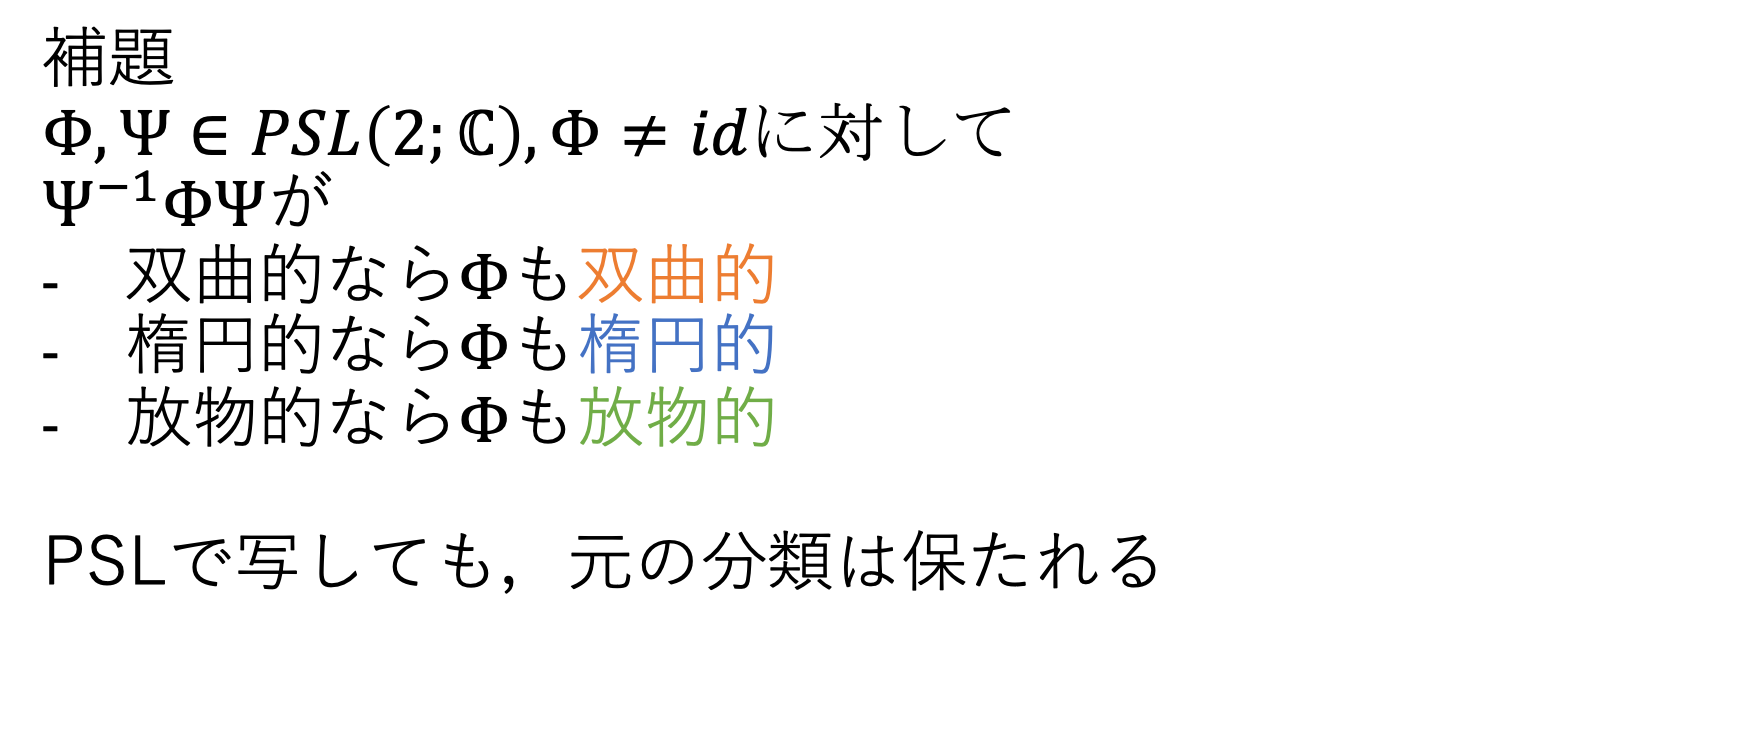 補題
Φ, Ψ ∈ PSL(2; ℂ), Φ ≠ idに対して
Ψ⁻¹ΦΨが
- 双曲的ならΦも双曲的
- 楕円的ならΦも楕円的
- 放物的ならΦも放物的
PSLで写しても，元の分類は保たれる